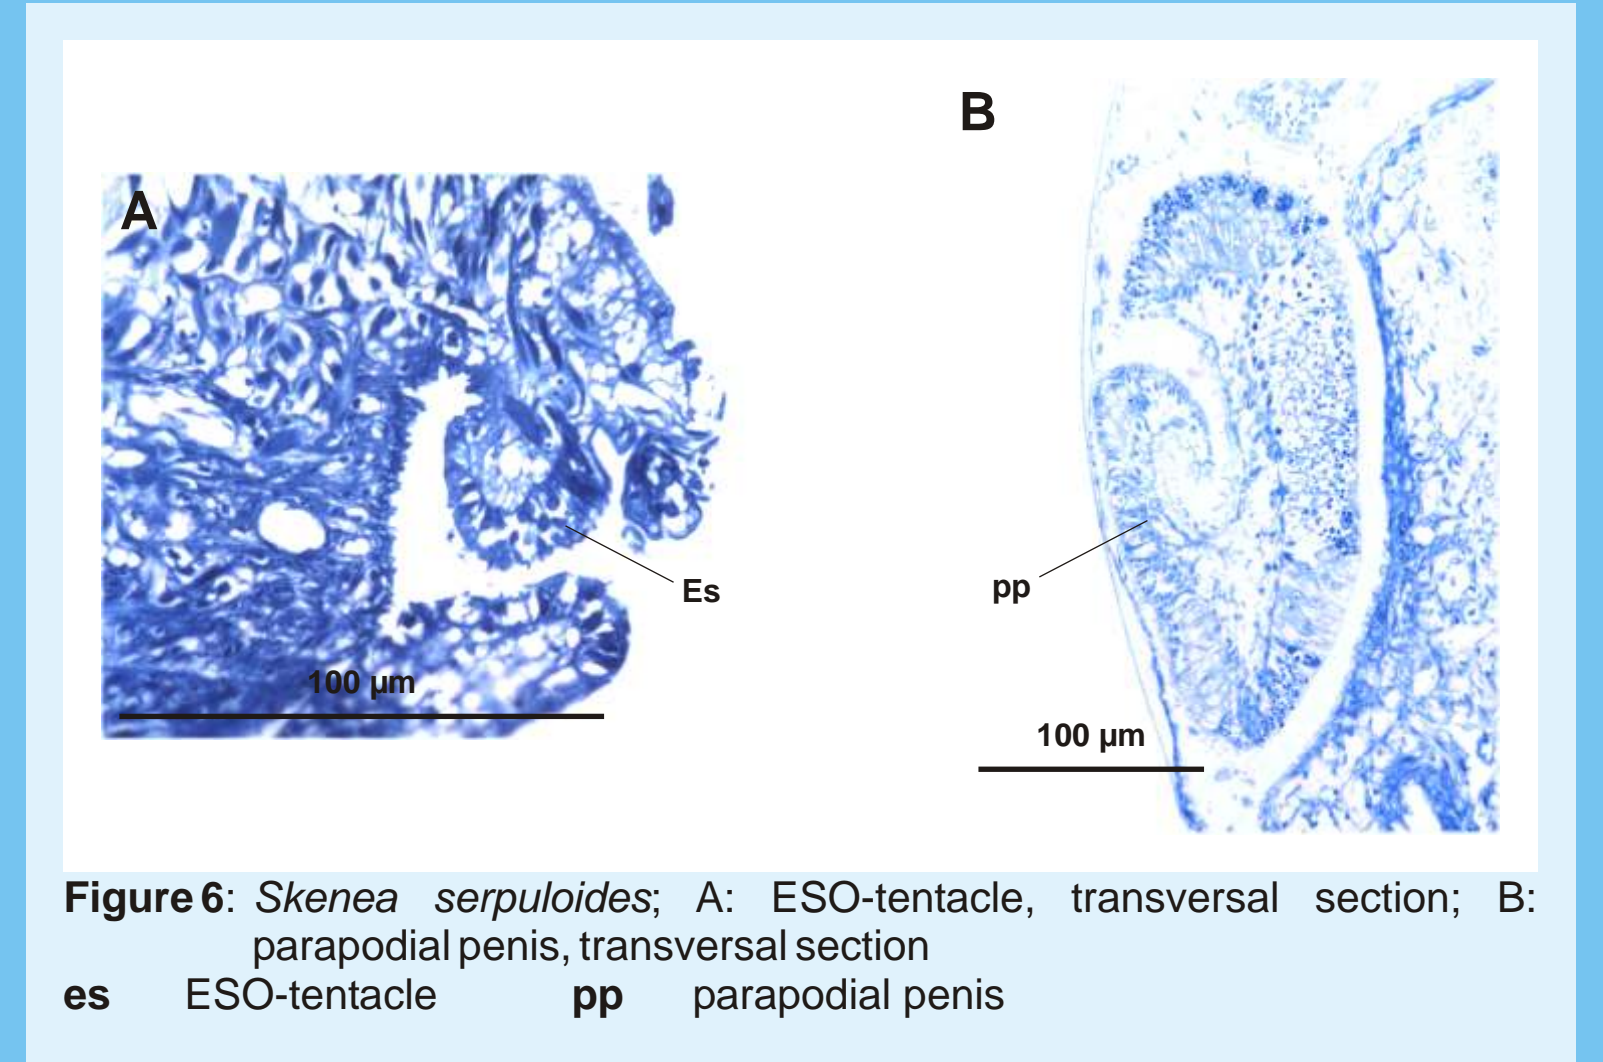 A
B
Es
pp
100 µm
100 µm
Figure 6: Skenea serpuloides; A: ESO-tentacle, transversal section; B:
parapodial penis, transversal section
es ESO-tentacle pp parapodial penis